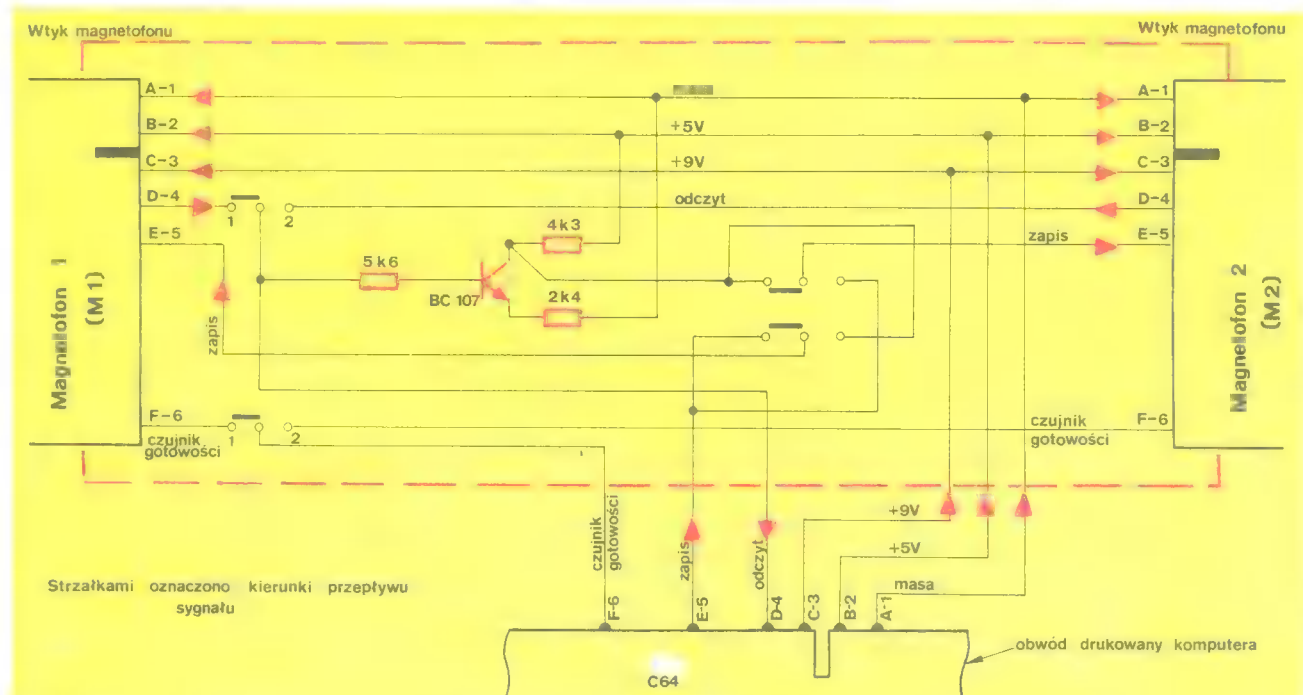 Wtyk magnetofonu
Wtyk magnetofonu
A-1
A-1
B-2
+5V
B-2
C-3
+9V
C-3
D-4
odczyt
D-4
1
2
E-5
4k3
zapis
E-5
5k6
BC 107
2k4
zapis
Magnetofon 1
(M1)
Magnetofon 2
(M2)
F-6
czujnik
gotowości
1
2
czujnik
gotowości
F-6
czujnik
gotowości
zapis
odczyt
+9V
+5V
masa
Strzałkami oznaczono kierunki przepływu
sygnału
F-6
E-5
D-4
C-3
B-2
A-1
obwód drukowany komputera
C64